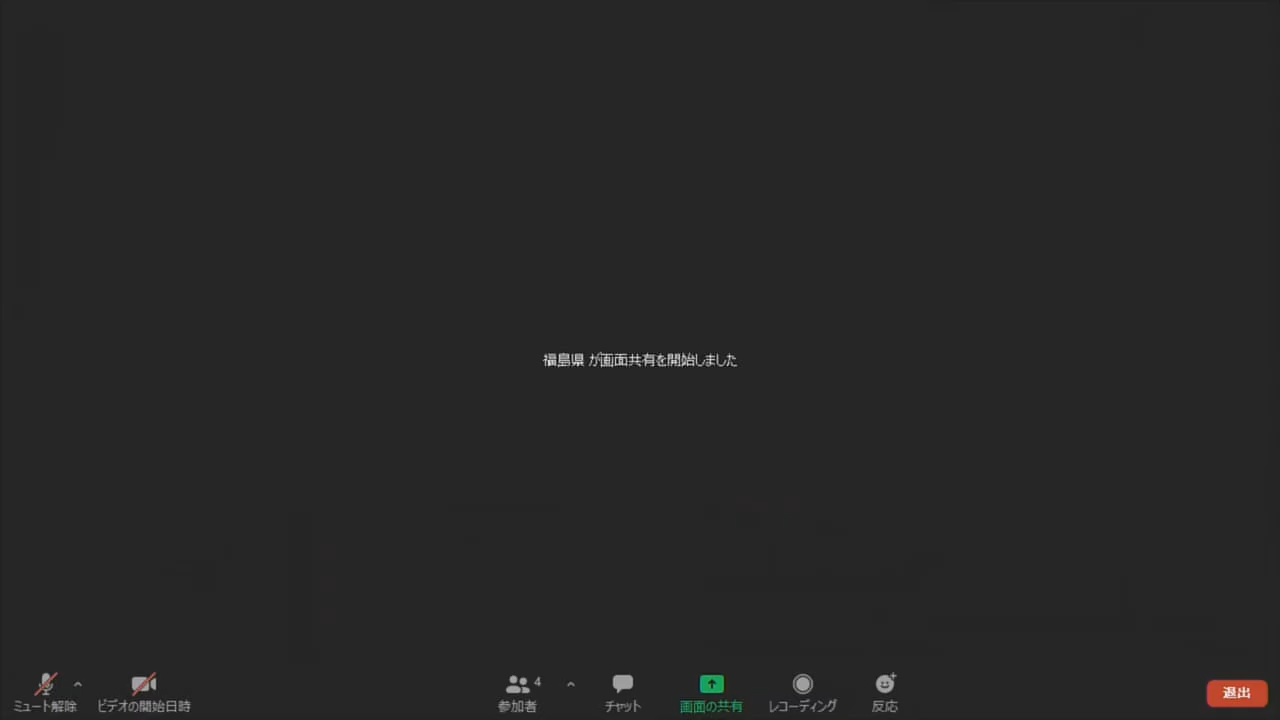 福島県 が画面共有を開始しました
4
ミュート解除 ビデオの開始日時 参加者 チャット 画面の共有 レコーディング 反応 退出